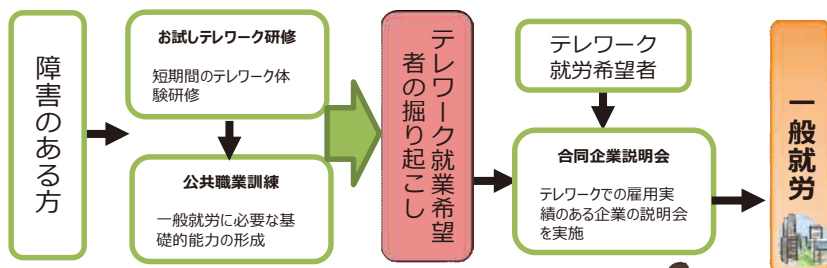 障害のある方
お試しテレワーク研修
短期間のテレワーク体
験研修
公共職業訓練
一般就労に必要な基
礎的能力の形成
テレワーク就業希望
者の掘り起こし
テレワーク
就労希望者
合同企業説明会
テレワークでの雇用実
績のある企業の説明会
を実施
一般就労